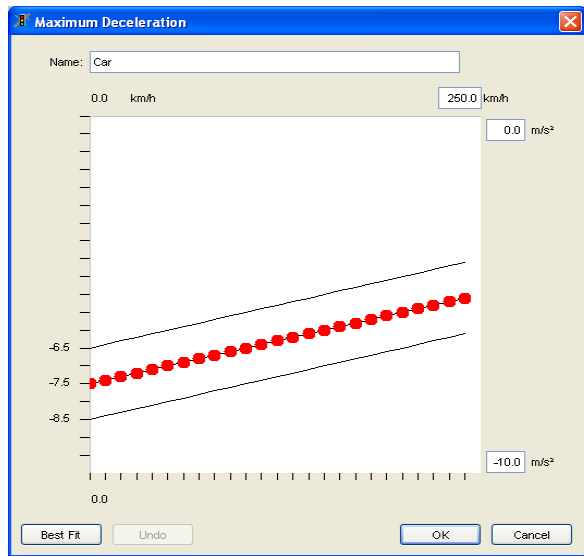 Maximum Deceleration
Name: Car
0.0 km/h 250.0 km/h
0.0 m/s²
-6.5
-7.5
-8.5
-10.0 m/s²
0.0
Best Fit Undo OK Cancel